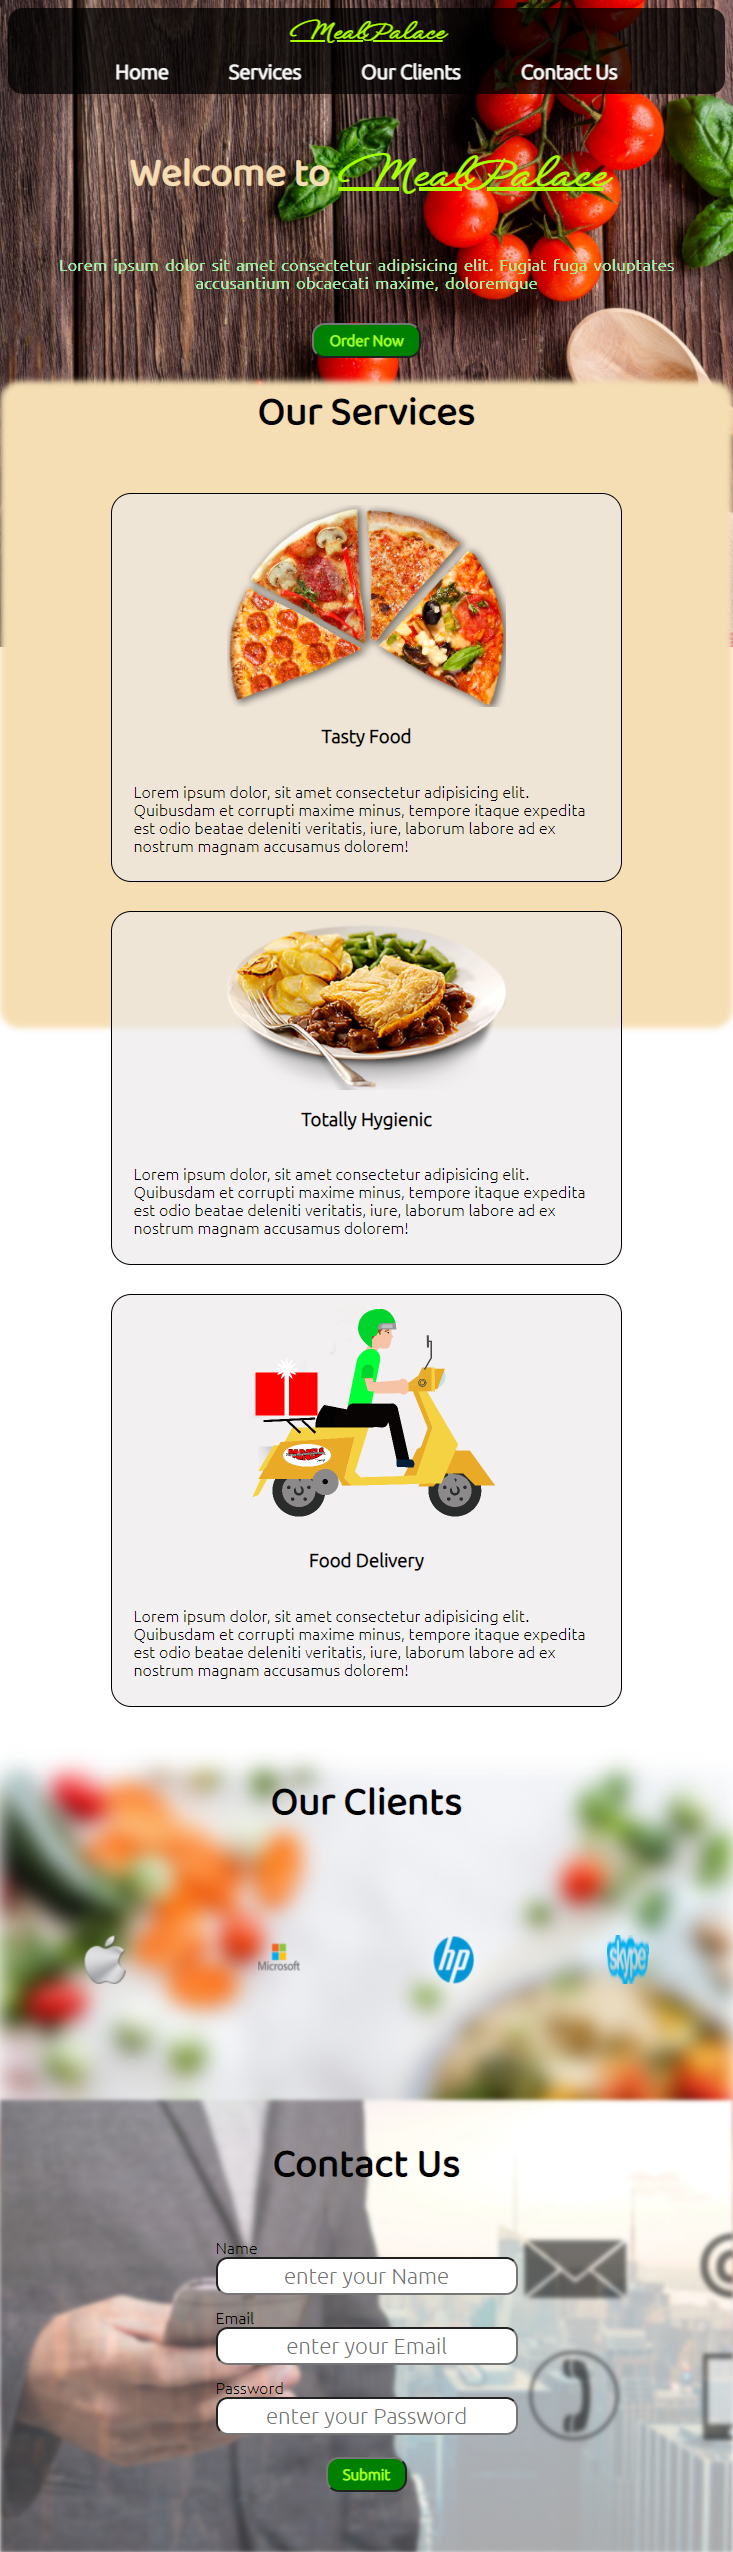 MealPalace
Home Services Our Clients Contact Us
Welcome to MealPalace
Lorem ipsum dolor sit amet consectetur adipisicing elit. Fugiat fuga voluptates
accusantium obcaecati maxime, doloremque
Order Now
Our Services
Tasty Food
Lorem ipsum dolor, sit amet consectetur adipisicing elit.
Quibusdam et corrupti maxime minus, tempore itaque expedita
est odio beatae deleniti veritatis, iure, laborum labore ad ex
nostrum magnam accusamus dolorem!
Totally Hygienic
Lorem ipsum dolor, sit amet consectetur adipisicing elit.
Quibusdam et corrupti maxime minus, tempore itaque expedita
est odio beatae deleniti veritatis, iure, laborum labore ad ex
nostrum magnam accusamus dolorem!
Food Delivery
Lorem ipsum dolor, sit amet consectetur adipisicing elit.
Quibusdam et corrupti maxime minus, tempore itaque expedita
est odio beatae deleniti veritatis, iure, laborum labore ad ex
nostrum magnam accusamus dolorem!
Our Clients
Microsoft hp skype
Contact Us
Name
enter your Name
Email
enter your Email
Password
enter your Password
Submit